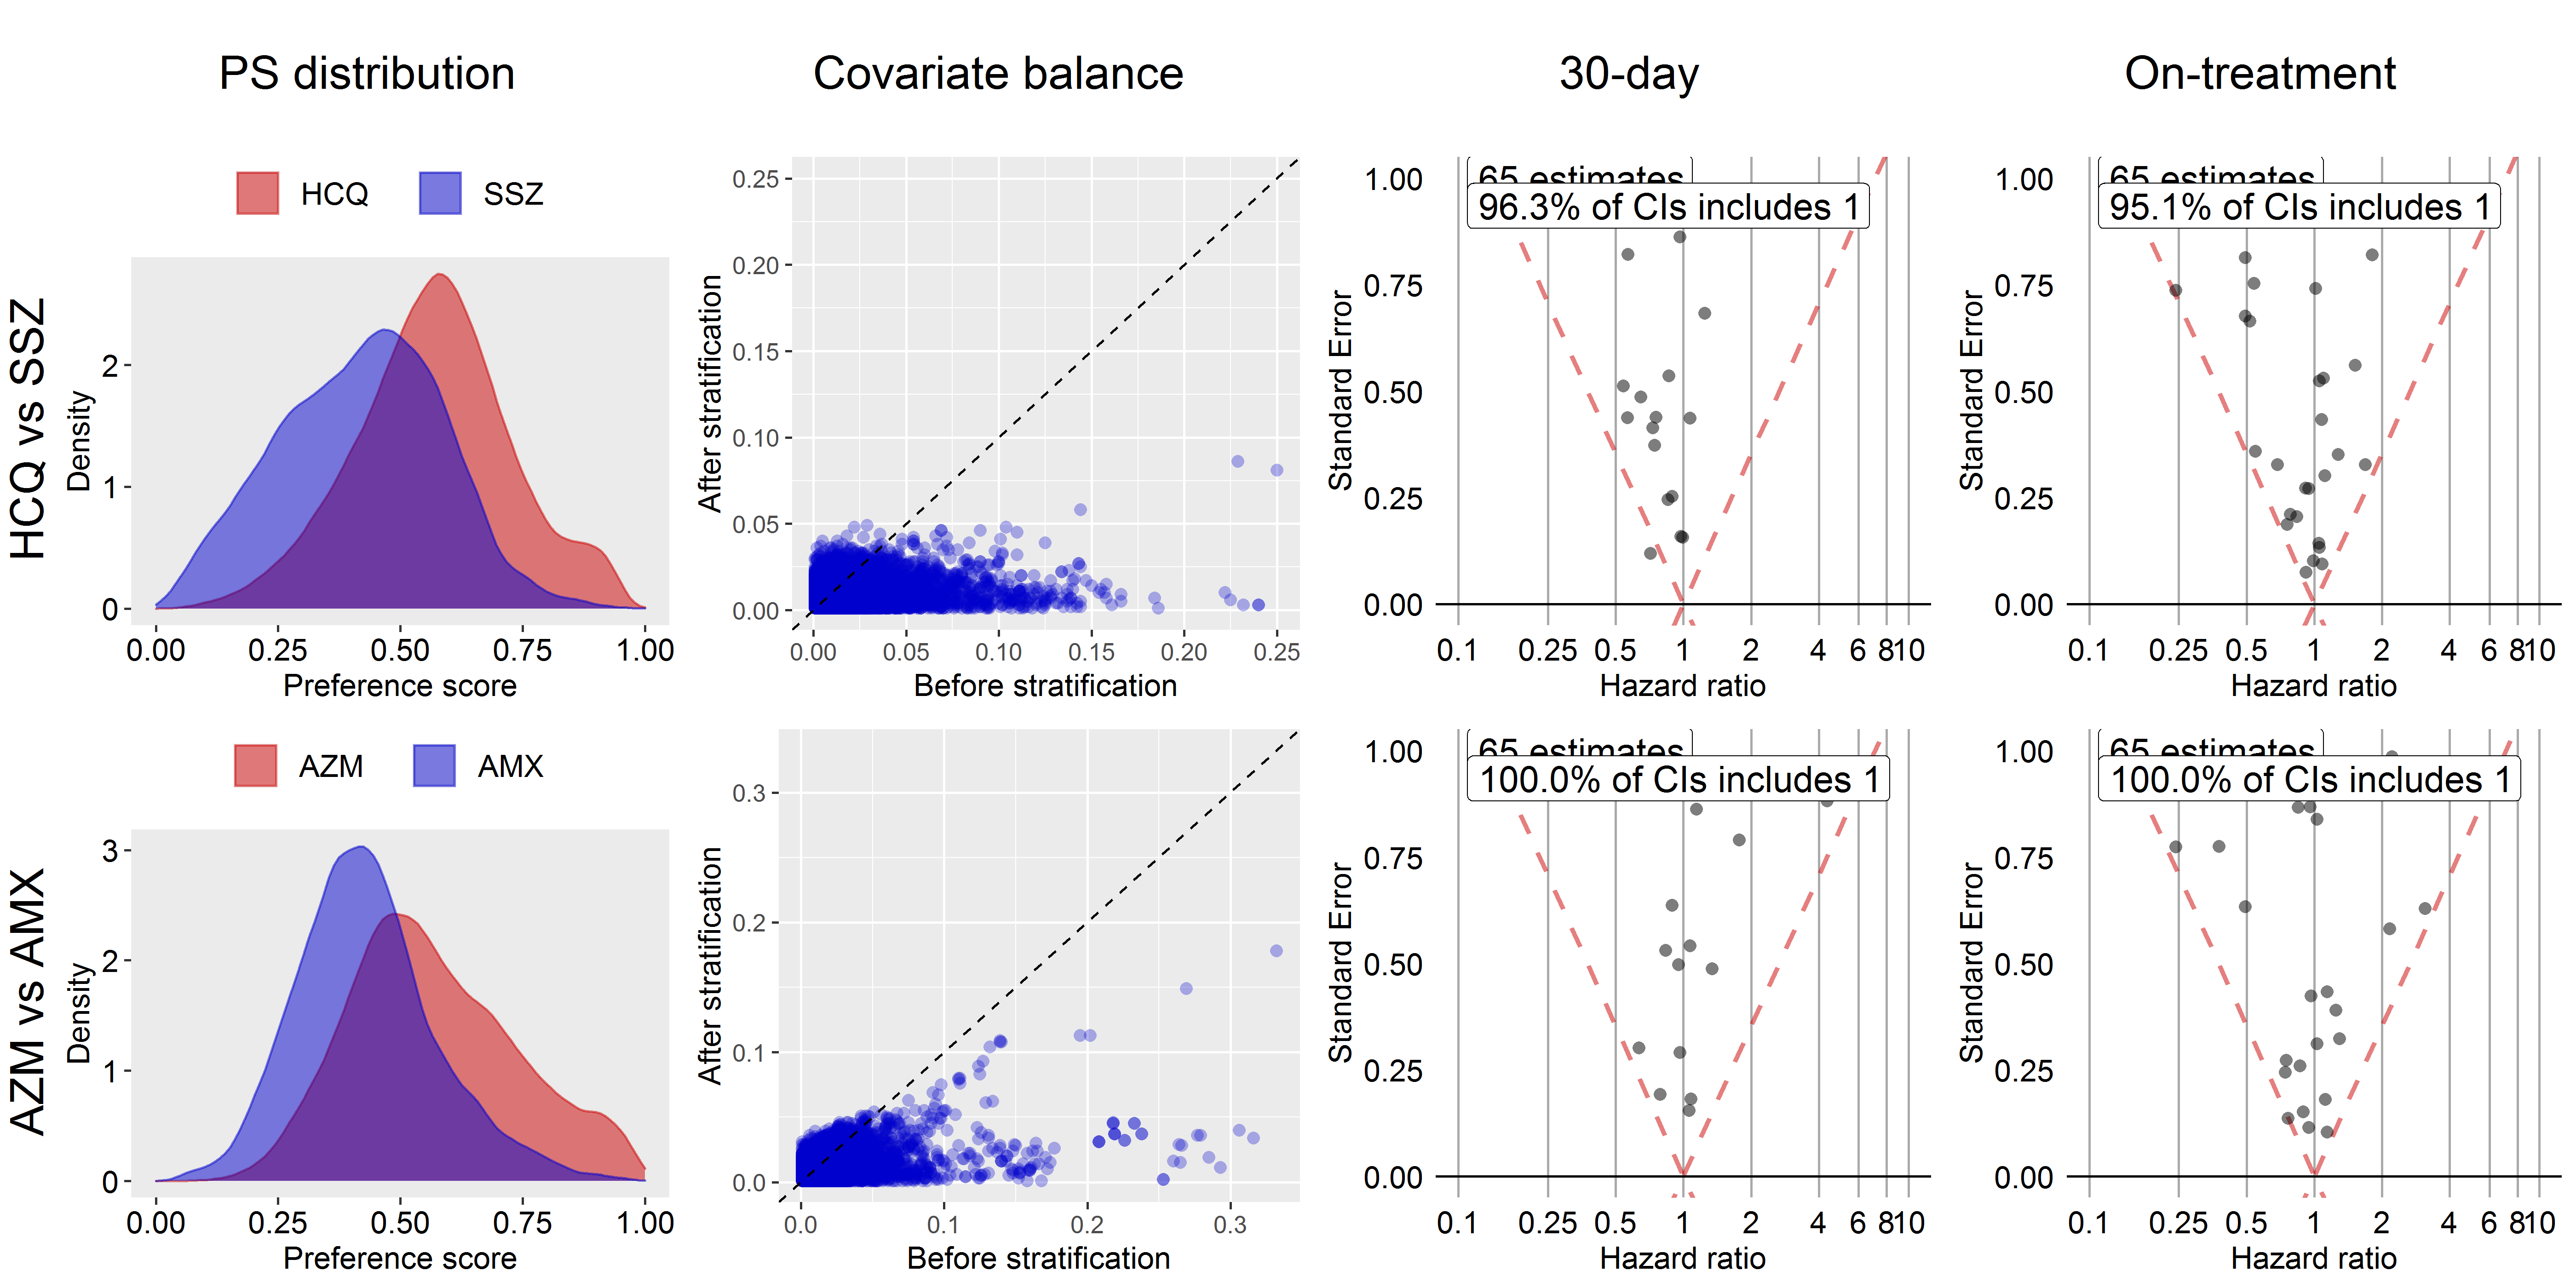 PS distribution
Covariate balance
30-day
On-treatment
HCQ vs SSZ
HCQ
SSZ
Density
2
1
0
0.00 0.25 0.50 0.75 1.00
Preference score
After stratification
0.25
0.20
0.15
0.10
0.05
0.00
0.00 0.05 0.10 0.15 0.20 0.25
Before stratification
Standard Error
1.00
0.75
0.50
0.25
0.00
65 estimates
96.3% of CIs includes 1
0.1 0.25 0.5 1 2 4 6 8 10
Hazard ratio
Standard Error
1.00
0.75
0.50
0.25
0.00
65 estimates
95.1% of CIs includes 1
0.1 0.25 0.5 1 2 4 6 8 10
Hazard ratio
AZM vs AMX
AZM
AMX
Density
3
2
1
0
0.00 0.25 0.50 0.75 1.00
Preference score
After stratification
0.3
0.2
0.1
0.0
0.0 0.1 0.2 0.3
Before stratification
Standard Error
1.00
0.75
0.50
0.25
0.00
65 estimates
100.0% of CIs includes 1
0.1 0.25 0.5 1 2 4 6 8 10
Hazard ratio
Standard Error
1.00
0.75
0.50
0.25
0.00
65 estimates
100.0% of CIs includes 1
0.1 0.25 0.5 1 2 4 6 8 10
Hazard ratio